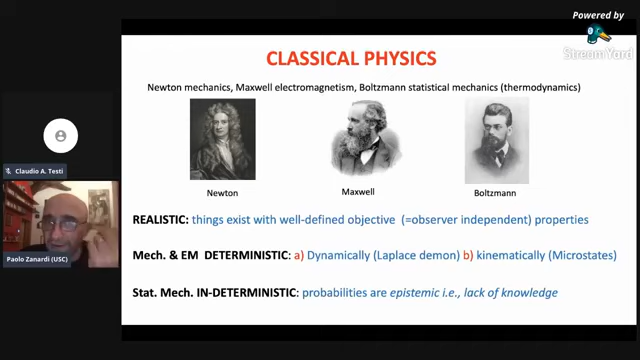 Powered by
StreamYard
CLASSICAL PHYSICS
Newton mechanics, Maxwell electromagnetism, Boltzmann statistical mechanics (thermodynamics)
Newton
Maxwell
Boltzmann
REALISTIC: things exist with well-defined objective (=observer independent) properties
Mech. & EM DETERMINISTIC: a) Dynamically (Laplace demon) b) kinematically (Microstates)
Stat. Mech. IN-DETERMINISTIC: probabilities are epistemic i.e., lack of knowledge
Claudio A. Testi
Paolo Zanardi (USC)